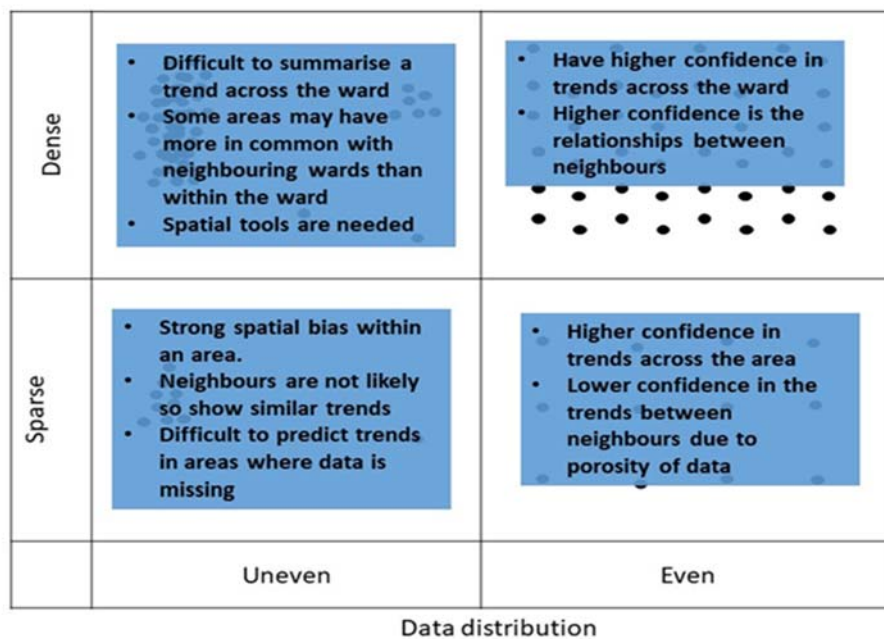 Dense
• Difficult to summarise a
trend across the ward
• Some areas may have
more in common with
neighbouring wards than
within the ward
• Spatial tools are needed
• Have higher confidence in
trends across the ward
• Higher confidence is the
relationships between
neighbours
Sparse
• Strong spatial bias within
an area.
• Neighbours are not likely
so show similar trends
• Difficult to predict trends
in areas where data is
missing
• Higher confidence in
trends across the area
• Lower confidence in the
trends between
neighbours due to
porosity of data
Uneven
Even
Data distribution